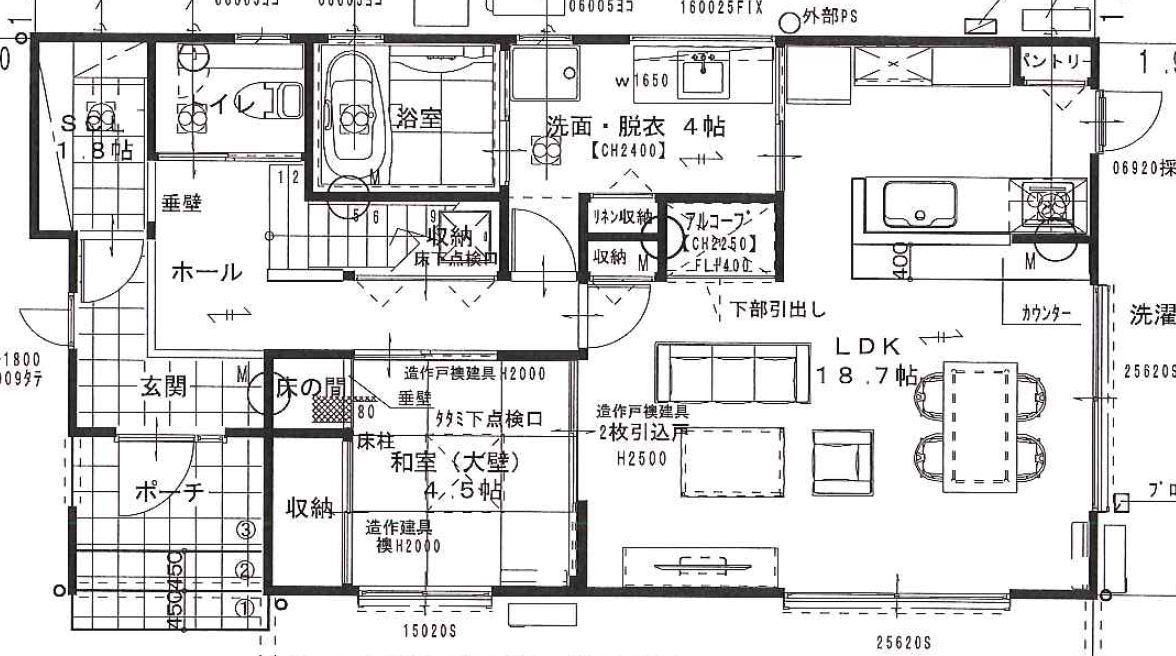 06005ヨコ
160025FIX
外部PS
1
1
0
パントリー
1.9
W1650
トイレ
浴室
SCL
1.8帖
洗面・脱衣 4帖
【CH2400】
06920採
1 2
M
垂壁
5 6
9
収納
床下点検口
リネン収納
アルコーブ
【CH2250】
FL+400
収納
M
ホール
400
M
カウンター
下部引出し
洗濯
LDK
18.7帖
1800
009タテ
玄関
M
床の間
造作戸襖建具 H2000
垂壁
80
25620S
タタミ下点検口
造作戸襖建具
2枚引込戸
H2500
床柱
和室（大壁）
4.5帖
ポーチ
収納
造作建具
襖H2000
③
②
①
450
450
15020S
25620S